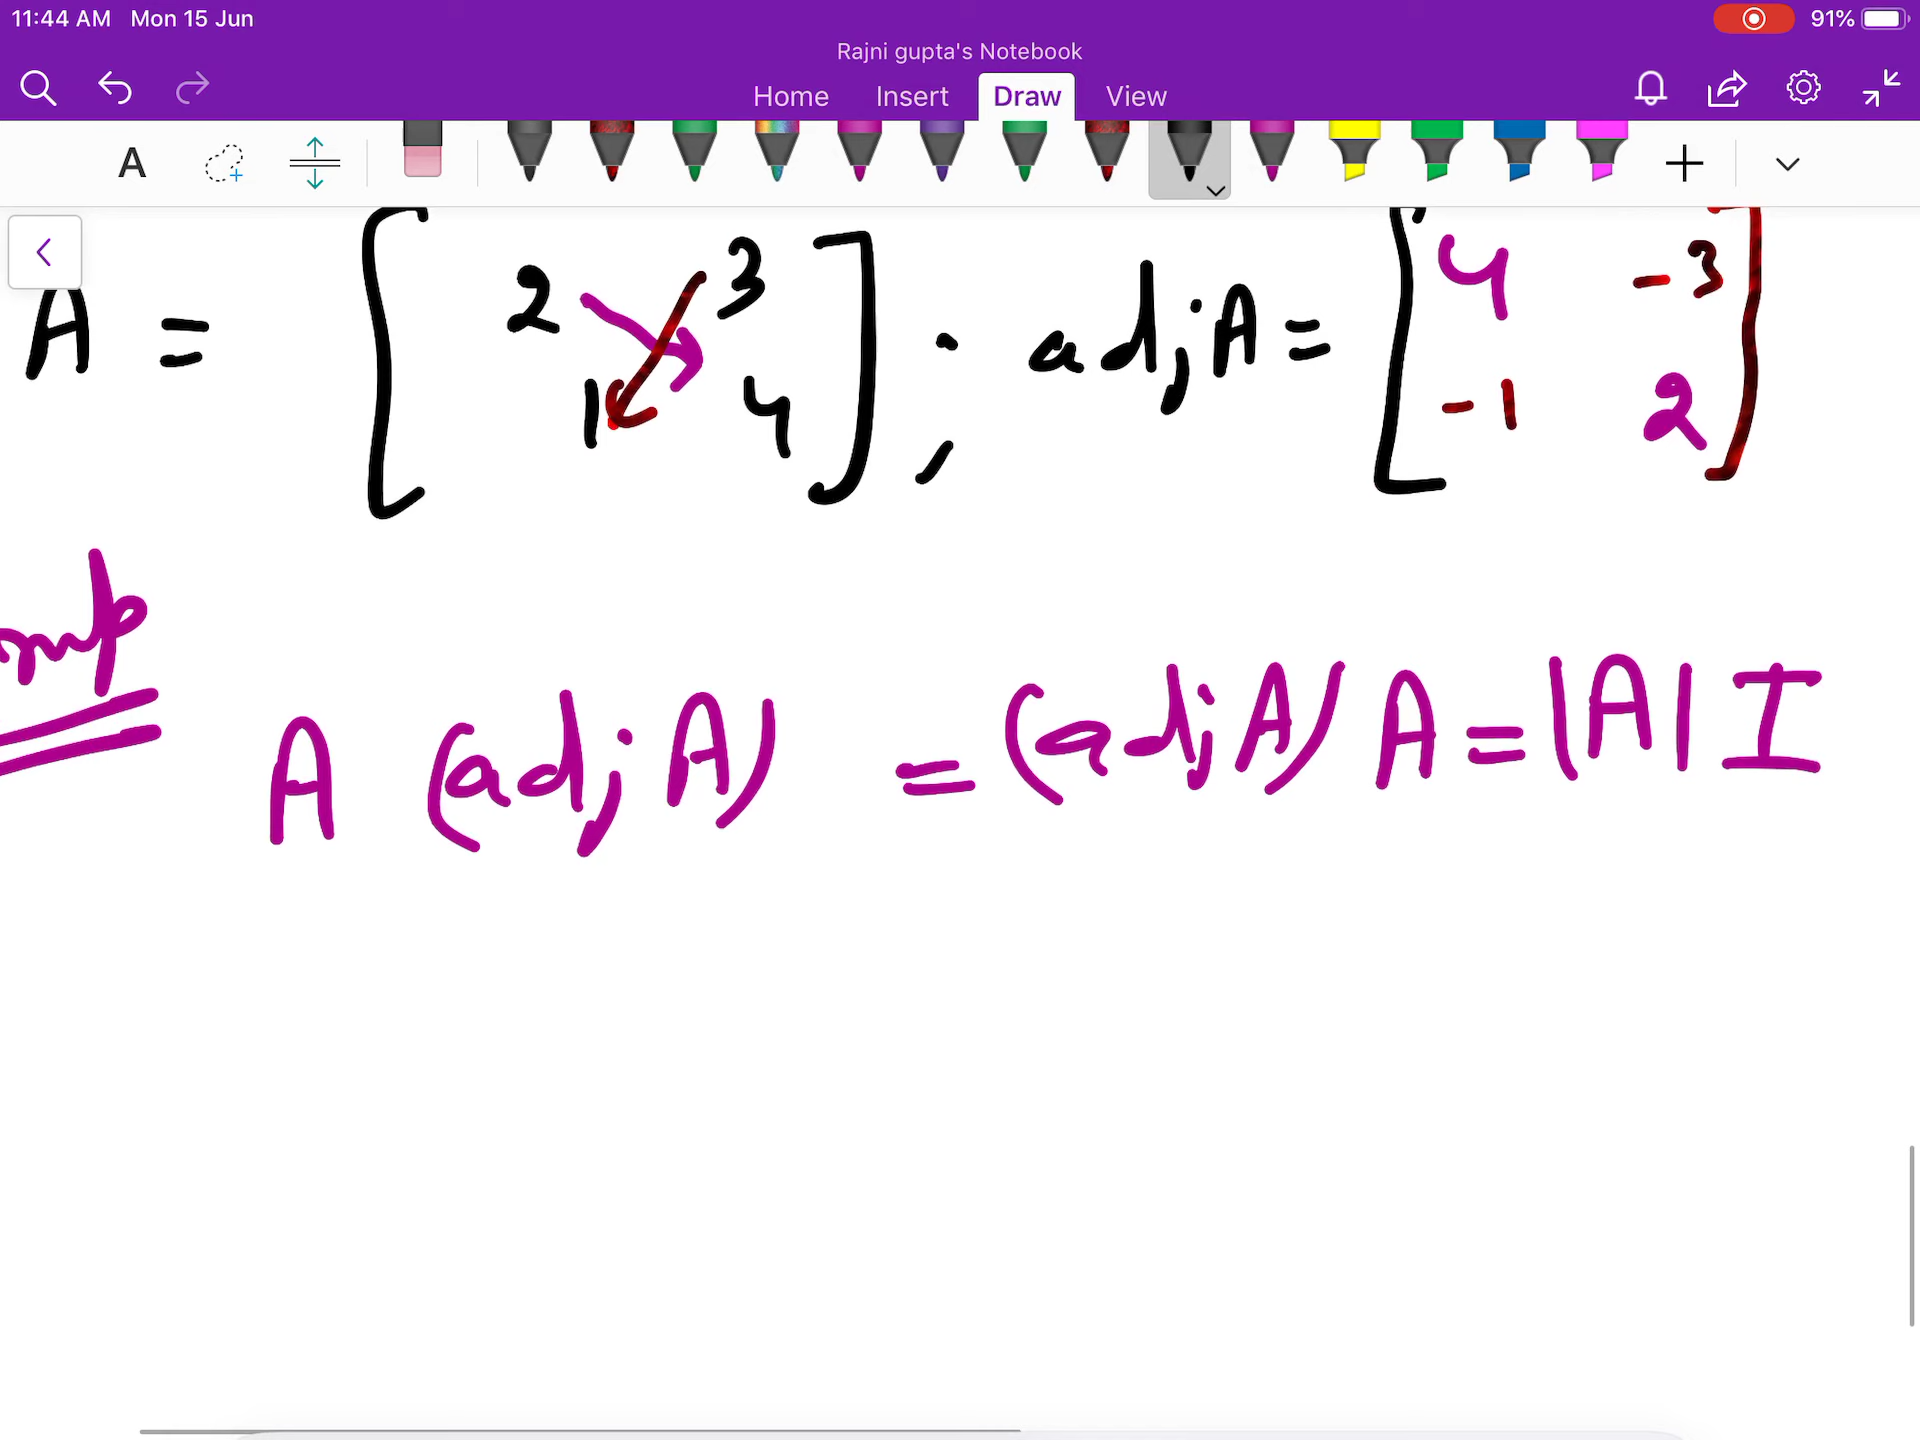 11:44 AM Mon 15 Jun 91%
Rajni gupta's Notebook
Home Insert Draw View
A
A = [ 2 3 ] , adj A = [ 4 -3 ]
1 4 -1 2
mp
A (adj A) = (adj A) A = |A| I